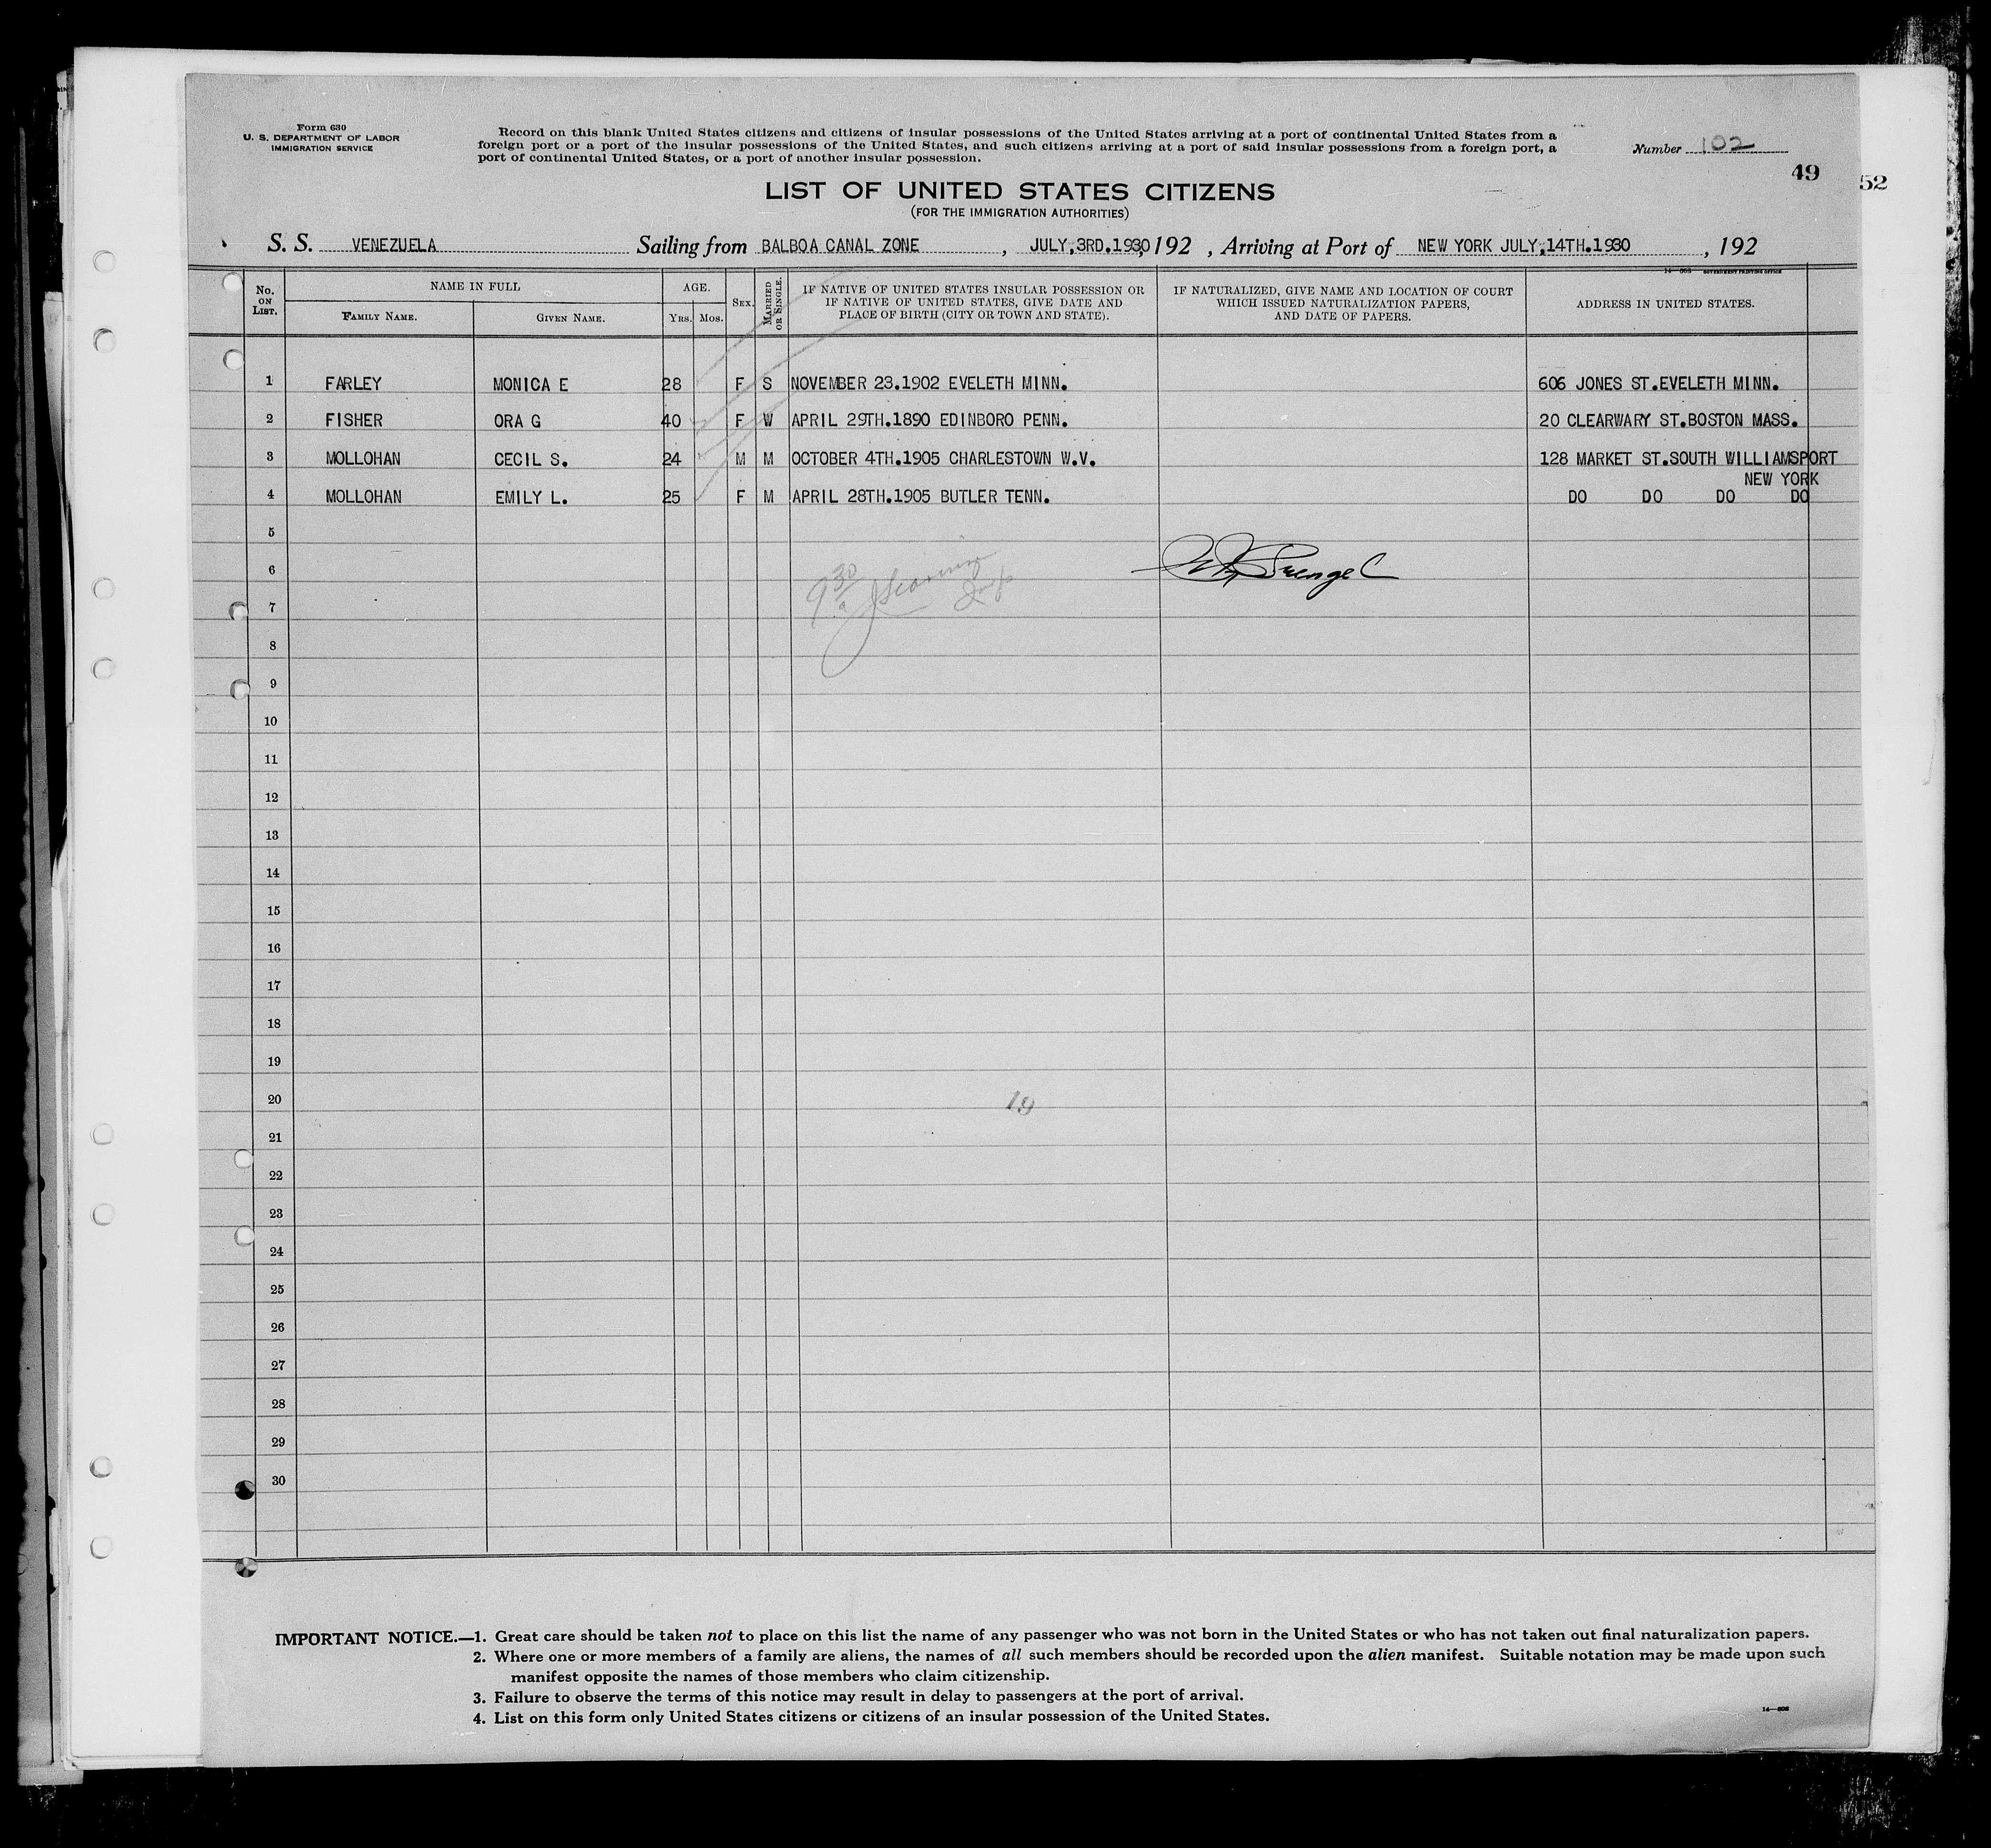 Form 630
U. S. DEPARTMENT OF LABOR
IMMIGRATION SERVICE
Record on this blank United States citizens and citizens of insular possessions of the United States arriving at a port of continental United States from a
foreign port or a port of the insular possessions of the United States, and such citizens arriving at a port of said insular possessions from a foreign port, a
port of continental United States, or a port of another insular possession.
Number 102
49
52
LIST OF UNITED STATES CITIZENS
(FOR THE IMMIGRATION AUTHORITIES)
S. S. VENEZUELA Sailing from BALBOA CANAL ZONE , JULY,3RD.1930, 192 , Arriving at Port of NEW YORK JULY,14TH.1930 , 192
GOVERNMENT PRINTING OFFICE
No. ON LIST. NAME IN FULL AGE. SEX. MARRIED OR SINGLE. IF NATIVE OF UNITED STATES INSULAR POSSESSION OR IF NATIVE OF UNITED STATES, GIVE DATE AND PLACE OF BIRTH (CITY OR TOWN AND STATE). IF NATURALIZED, GIVE NAME AND LOCATION OF COURT WHICH ISSUED NATURALIZATION PAPERS, AND DATE OF PAPERS. ADDRESS IN UNITED STATES.
FAMILY NAME. GIVEN NAME. YRS. MOS.
1 FARLEY MONICA E 28 F S NOVEMBER 23.1902 EVELETH MINN. 606 JONES ST.EVELETH MINN.
2 FISHER ORA G 40 F W APRIL 29TH.1890 EDINBORO PENN. 20 CLEARWARY ST.BOSTON MASS.
3 MOLLOHAN CECIL S. 24 M M OCTOBER 4TH.1905 CHARLESTOWN W.V. 128 MARKET ST.SOUTH WILLIAMSPORT
NEW YORK
4 MOLLOHAN EMILY L. 25 F M APRIL 28TH.1905 BUTLER TENN. DO DO DO DO
5
6
9 30 a
7
8
9
10
11
12
13
14
15
16
17
18
19
20
19
21
22
23
24
25
26
27
28
29
30
IMPORTANT NOTICE.—1. Great care should be taken not to place on this list the name of any passenger who was not born in the United States or who has not taken out final naturalization papers.
2. Where one or more members of a family are aliens, the names of all such members should be recorded upon the alien manifest. Suitable notation may be made upon such
manifest opposite the names of those members who claim citizenship.
3. Failure to observe the terms of this notice may result in delay to passengers at the port of arrival.
4. List on this form only United States citizens or citizens of an insular possession of the United States.